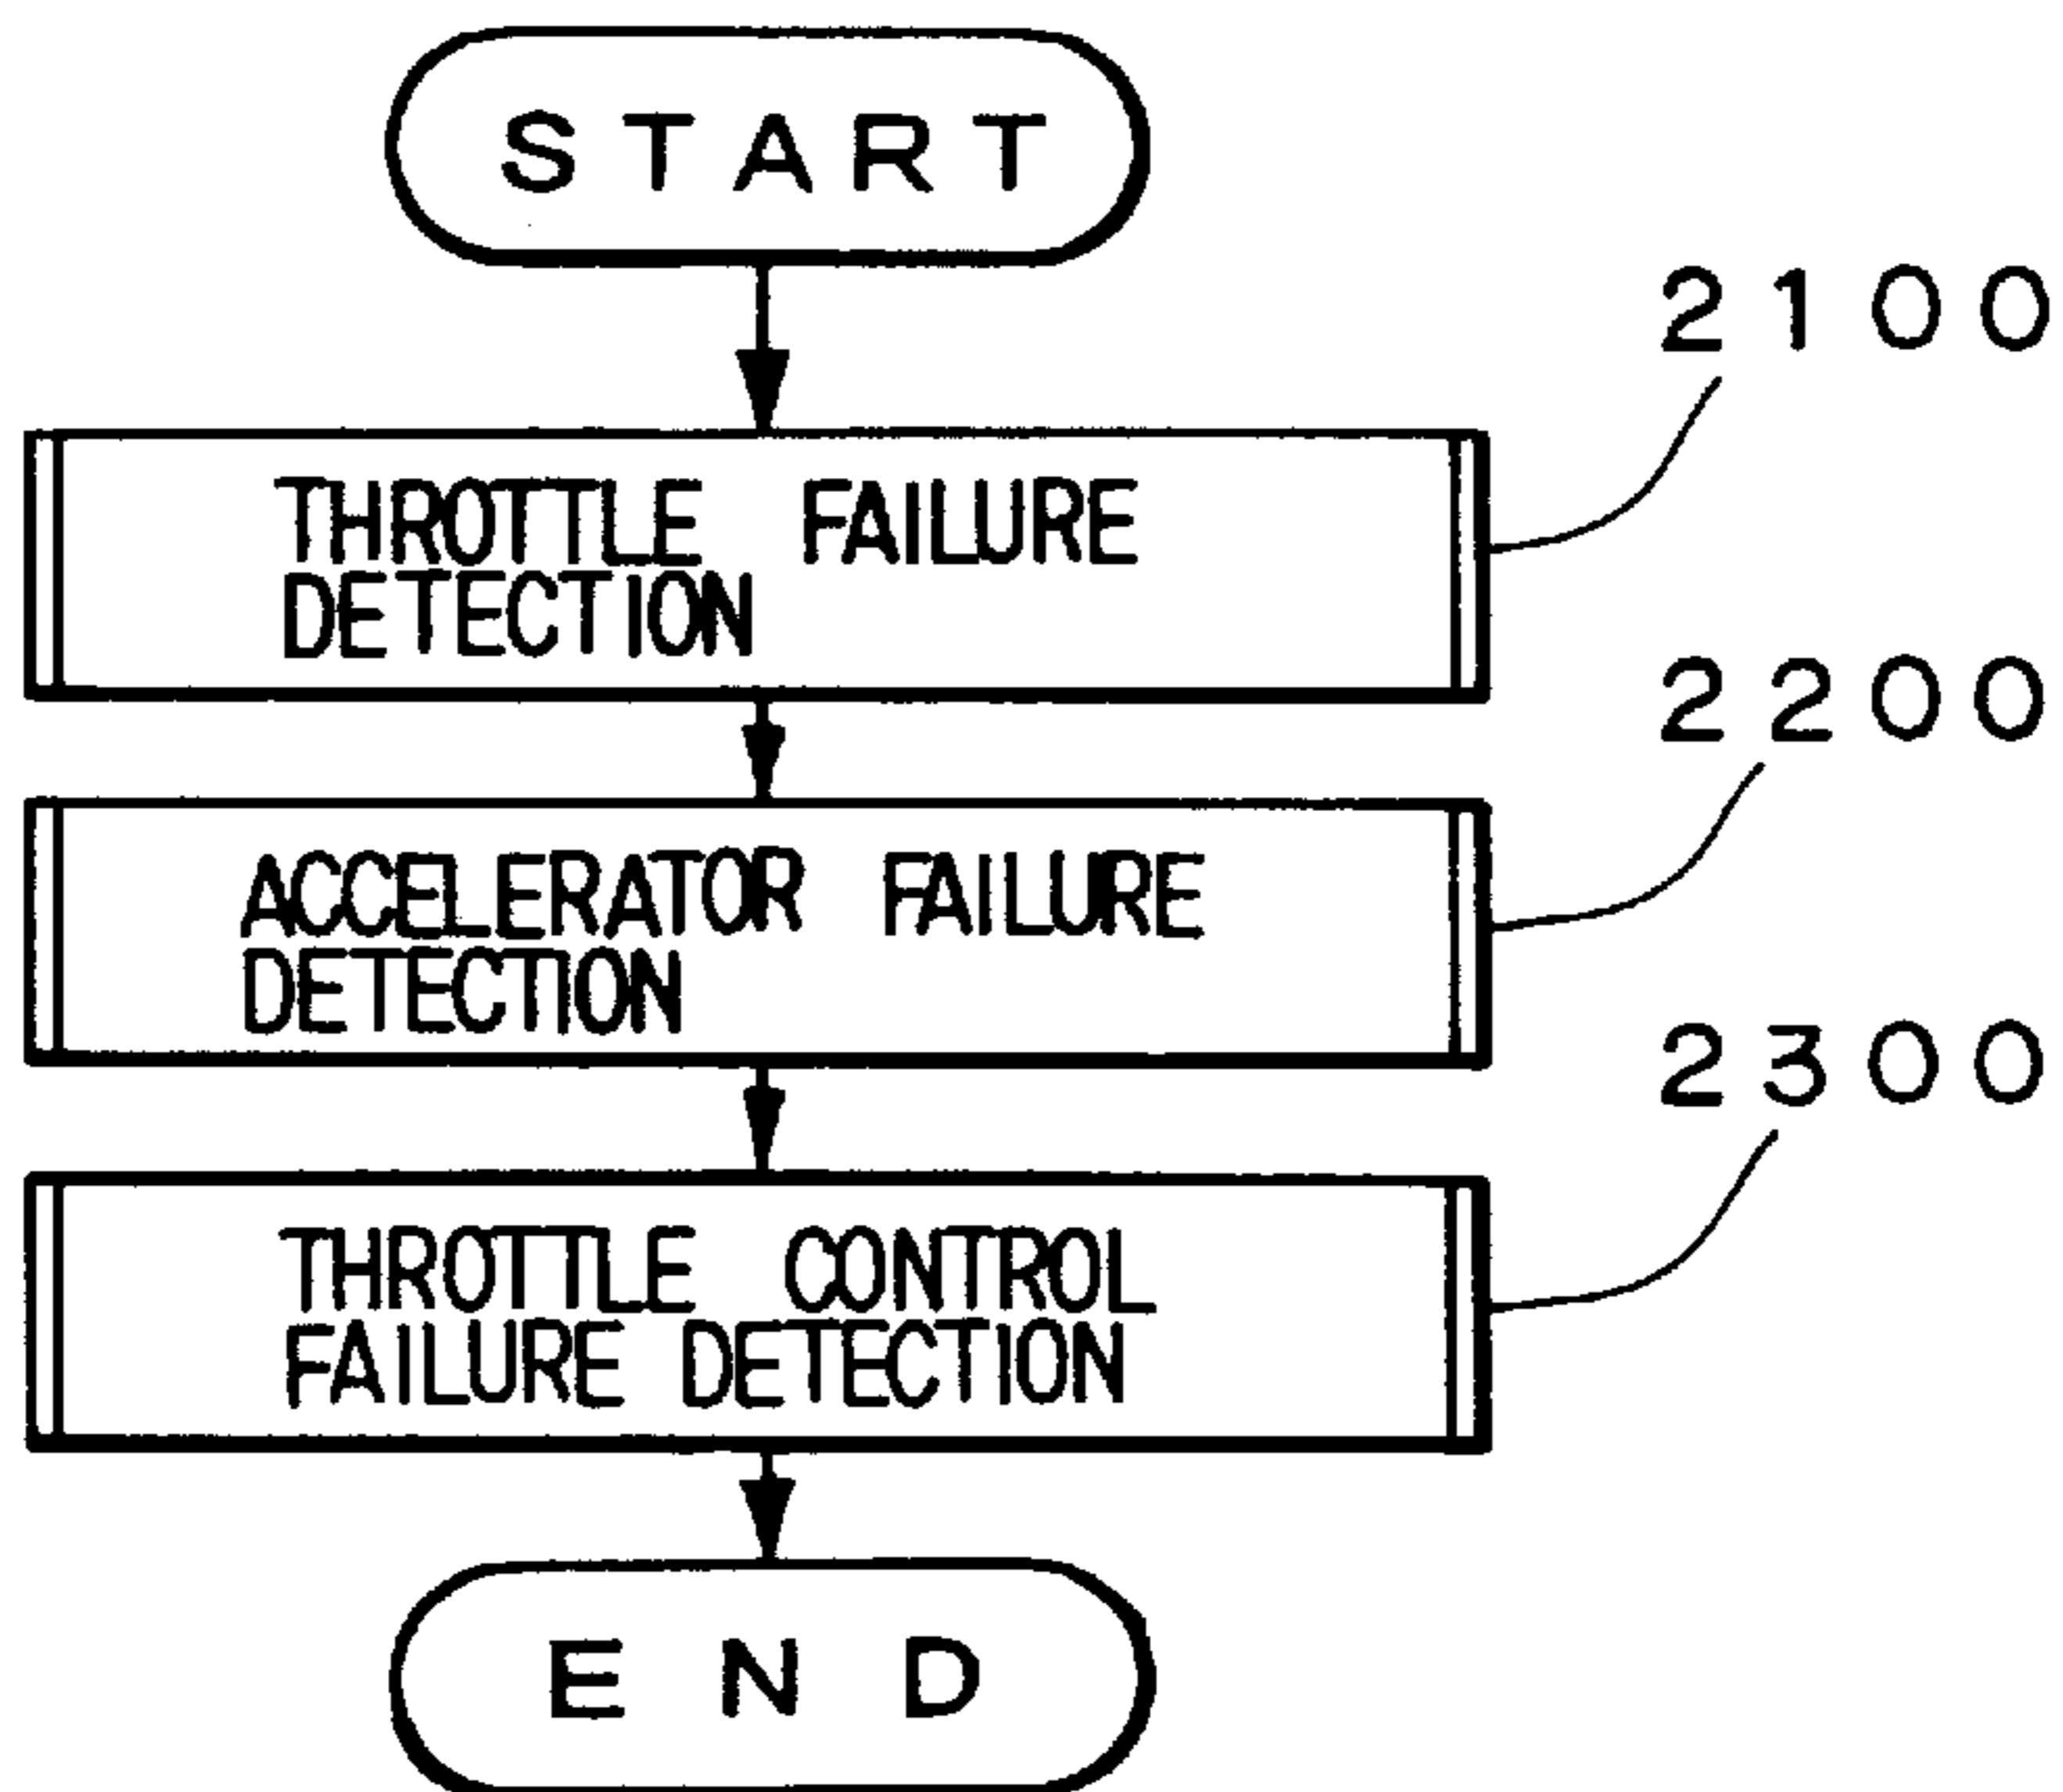 START
2100
THROTTLE FAILURE
DETECTION
2200
ACCELERATOR FAILURE
DETECTION
2300
THROTTLE CONTROL
FAILURE DETECTION
END